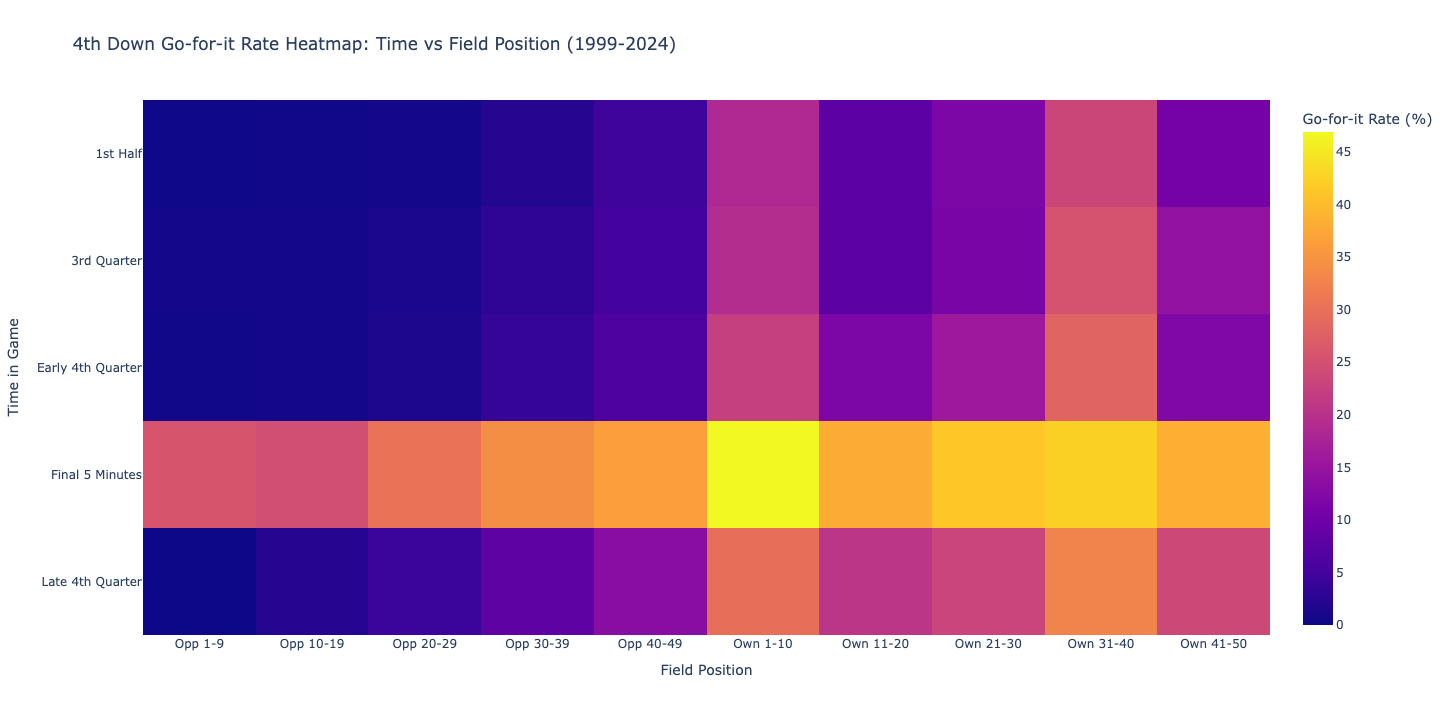 4th Down Go-for-it Rate Heatmap: Time vs Field Position (1999-2024)
Go-for-it Rate (%)
45
40
35
30
25
20
15
10
5
0
Time in Game
1st Half
3rd Quarter
Early 4th Quarter
Final 5 Minutes
Late 4th Quarter
Opp 1-9 Opp 10-19 Opp 20-29 Opp 30-39 Opp 40-49 Own 1-10 Own 11-20 Own 21-30 Own 31-40 Own 41-50
Field Position